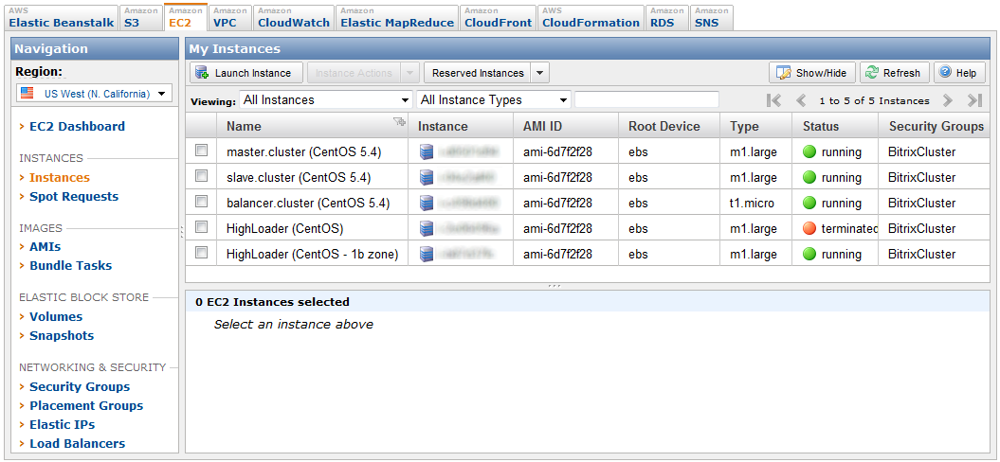 AWS Amazon Amazon Amazon Amazon Amazon Amazon AWS Amazon Amazon
Elastic Beanstalk S3 EC2 VPC CloudWatch Elastic MapReduce CloudFront CloudFormation RDS SNS
Navigation
Region:
US West (N. California)
EC2 Dashboard
INSTANCES
Instances
Spot Requests
IMAGES
AMIs
Bundle Tasks
ELASTIC BLOCK STORE
Volumes
Snapshots
NETWORKING & SECURITY
Security Groups
Placement Groups
Elastic IPs
Load Balancers
My Instances
Launch Instance Instance Actions Reserved Instances Show/Hide Refresh Help
Viewing: All Instances All Instance Types 1 to 5 of 5 Instances
Name Instance AMI ID Root Device Type Status Security Groups
master.cluster (CentOS 5.4) ami-6d7f2f28 ebs m1.large running BitrixCluster
slave.cluster (CentOS 5.4) ami-6d7f2f28 ebs m1.large running BitrixCluster
balancer.cluster (CentOS 5.4) ami-6d7f2f28 ebs t1.micro running BitrixCluster
HighLoader (CentOS) ami-6d7f2f28 ebs m1.large terminated BitrixCluster
HighLoader (CentOS - 1b zone) ami-6d7f2f28 ebs m1.large running BitrixCluster
0 EC2 Instances selected
Select an instance above